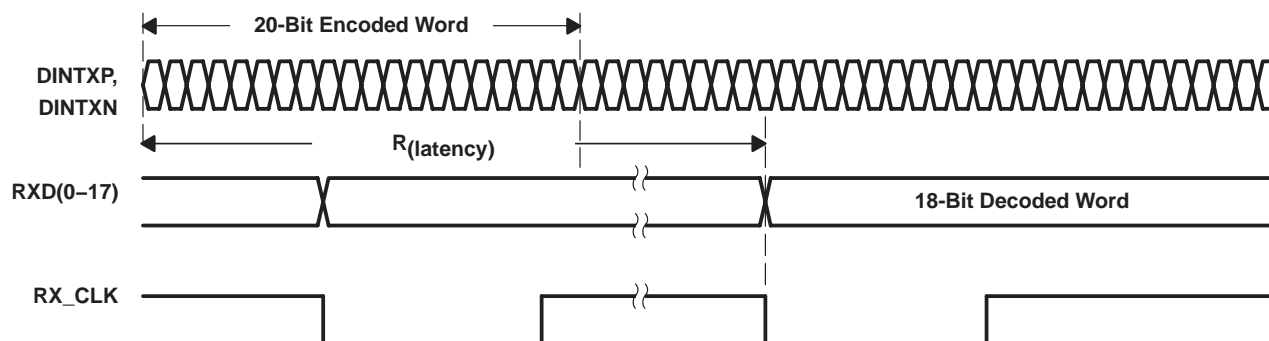 20-Bit Encoded Word
DINTXP,
DINTXN
R(latency)
RXD(0–17)
18-Bit Decoded Word
RX_CLK